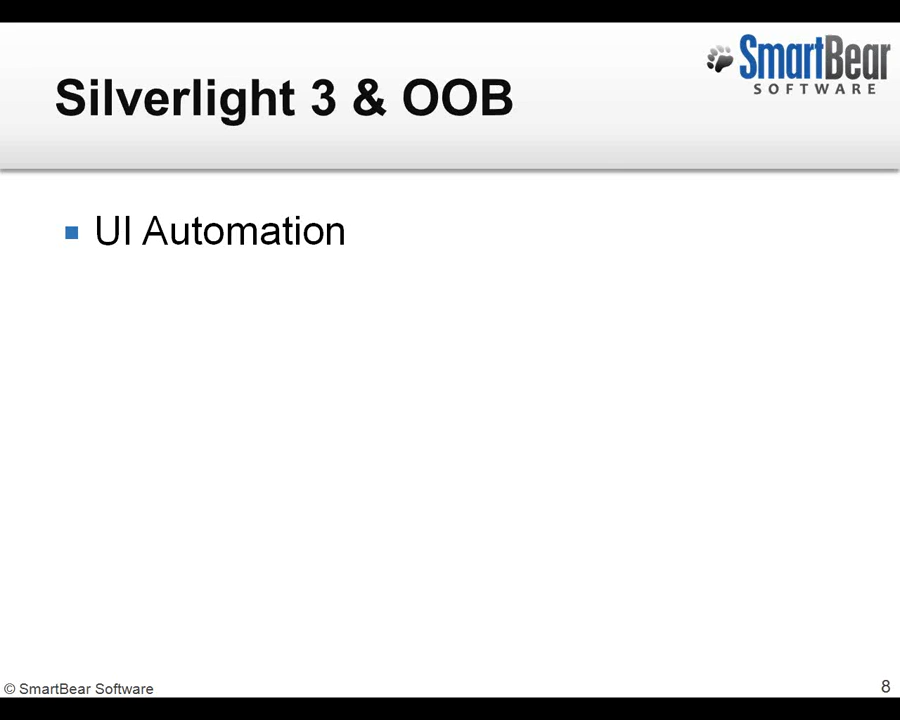 SmartBear
SOFTWARE
Silverlight 3 & OOB
UI Automation
© SmartBear Software
8